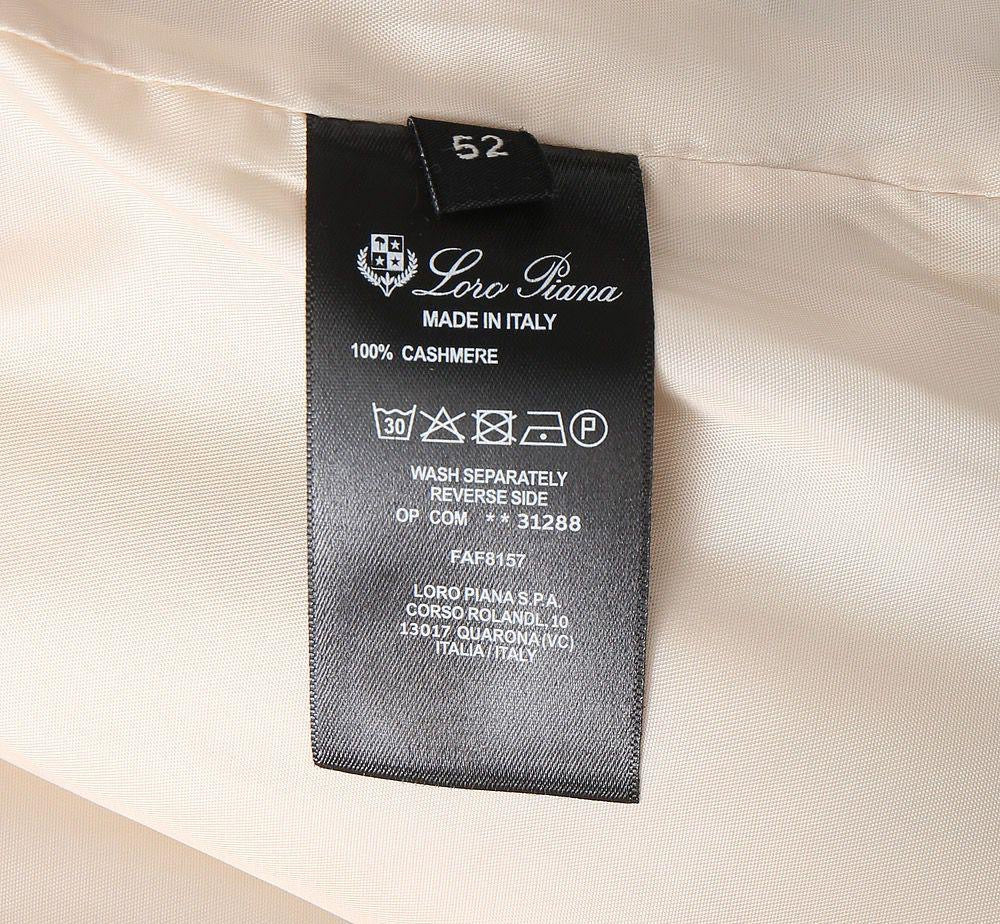 52
Loro Piana
MADE IN ITALY
100% CASHMERE
30 P
WASH SEPARATELY
REVERSE SIDE
OP COM ** 31288
FAF8157
LORO PIANA S.P.A.
CORSO ROLANDI, 10
13017 QUARONA (VC)
ITALIA / ITALY